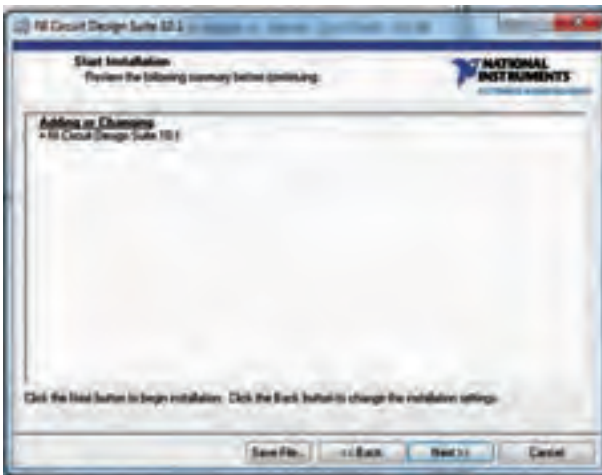 NI Circuit Design Suite 10.1
Start Installation
Review the following summary before continuing.
NATIONAL
INSTRUMENTS
Adding or Changing
• NI Circuit Design Suite 10.1
Click the Next button to begin installation. Click the Back button to change the installation settings.
Save File...
<< Back
Next >>
Cancel